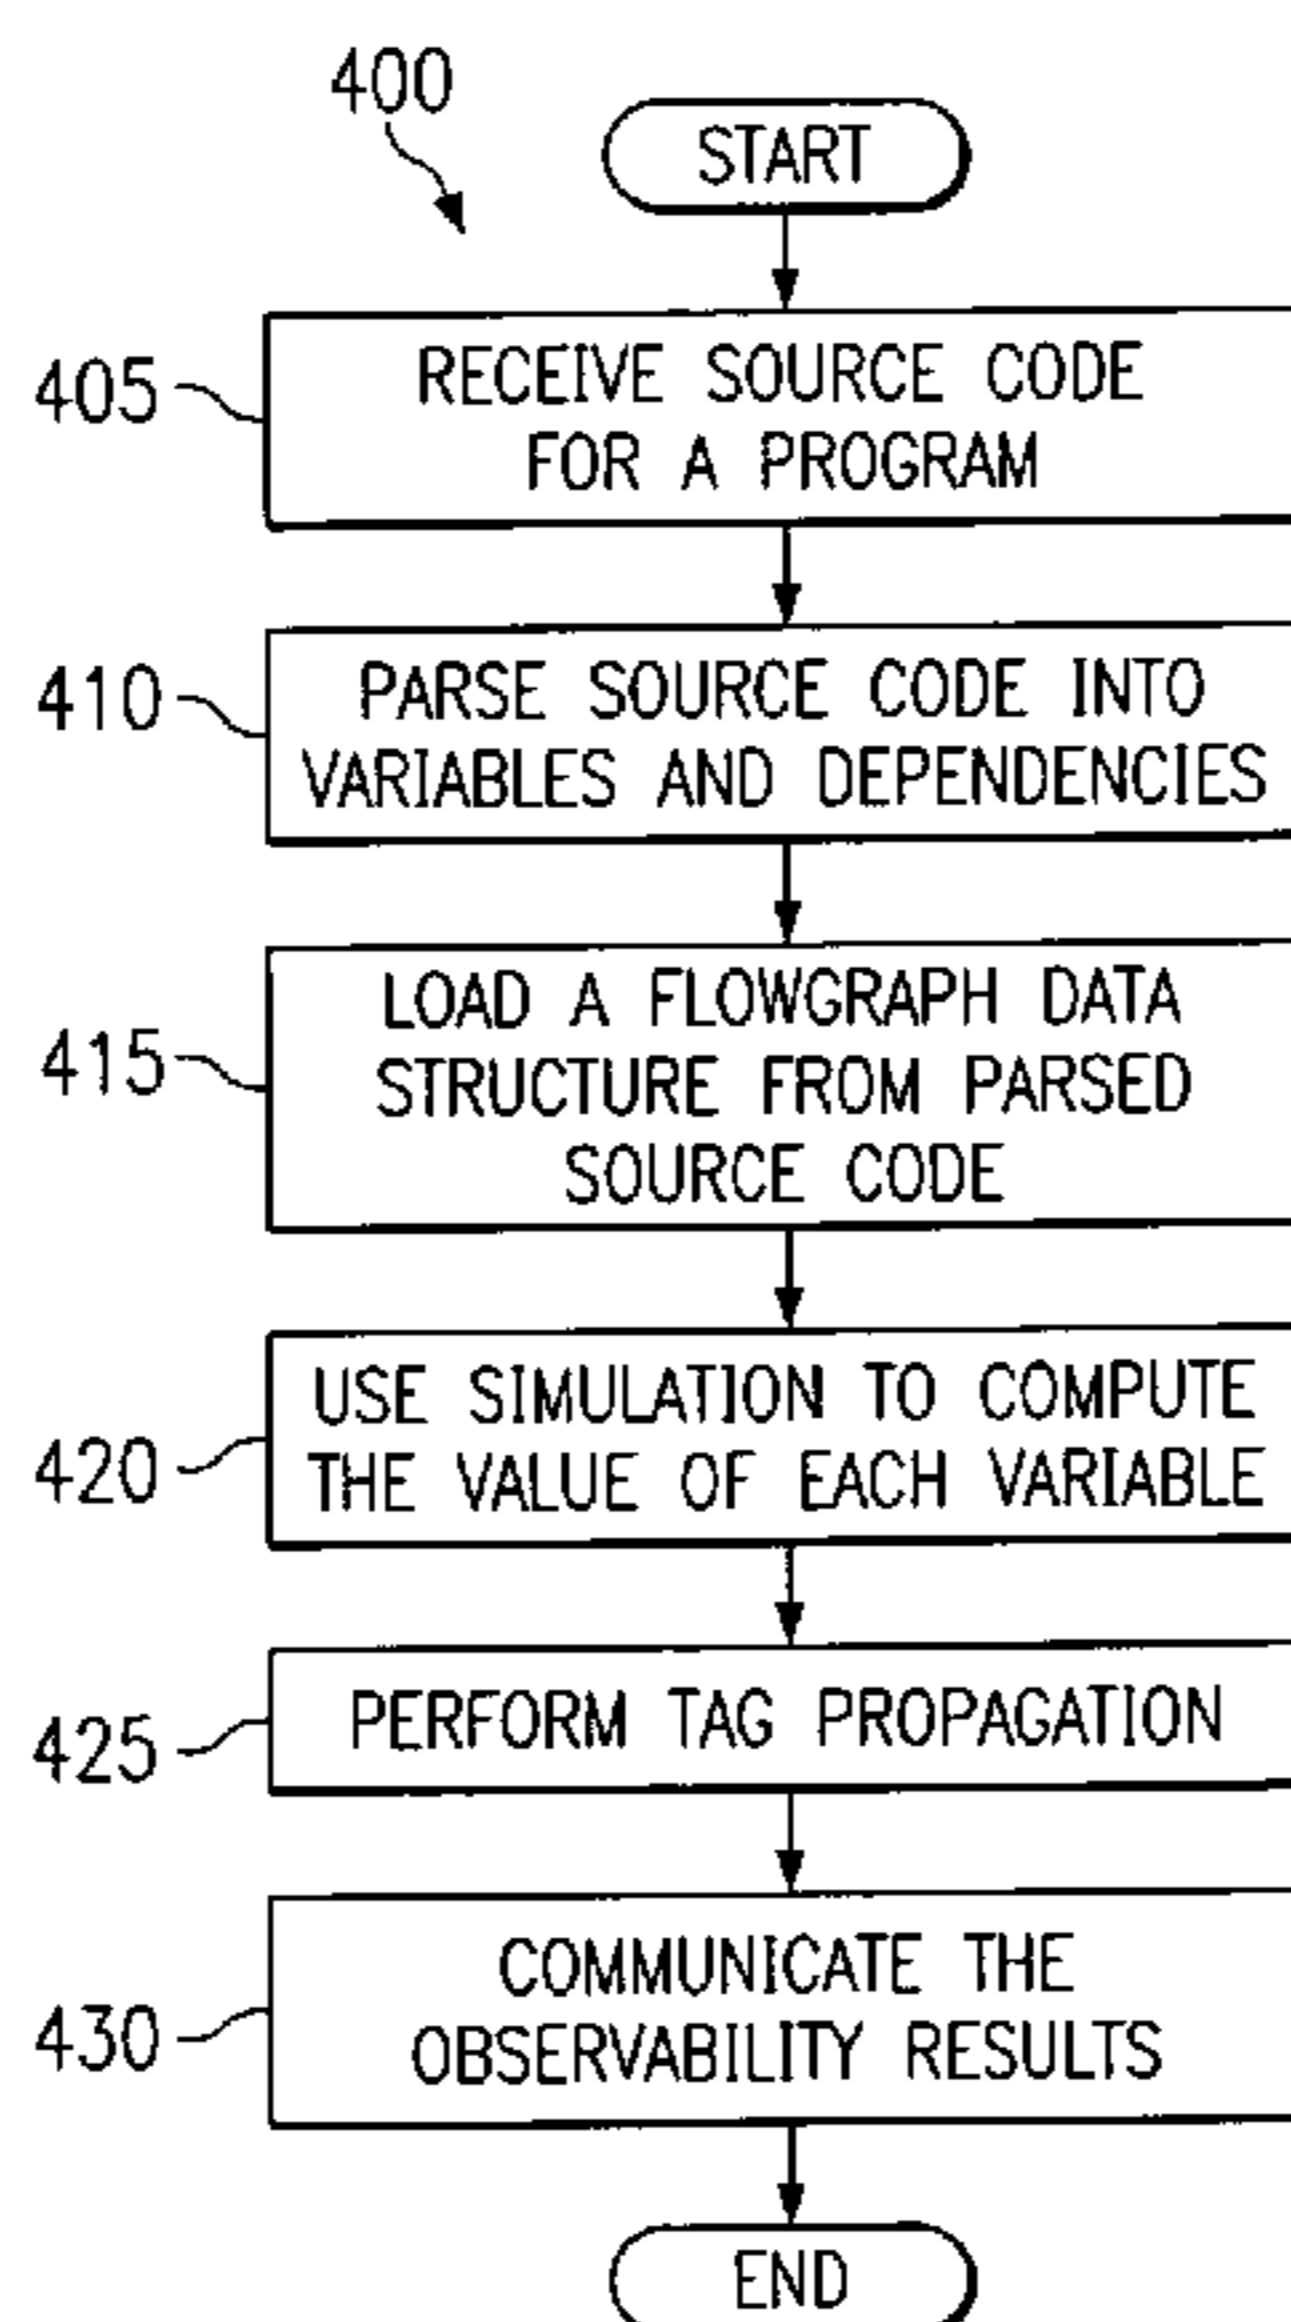 400
START
405
RECEIVE SOURCE CODE
FOR A PROGRAM
410
PARSE SOURCE CODE INTO
VARIABLES AND DEPENDENCIES
415
LOAD A FLOWGRAPH DATA
STRUCTURE FROM PARSED
SOURCE CODE
420
USE SIMULATION TO COMPUTE
THE VALUE OF EACH VARIABLE
425
PERFORM TAG PROPAGATION
430
COMMUNICATE THE
OBSERVABILITY RESULTS
END